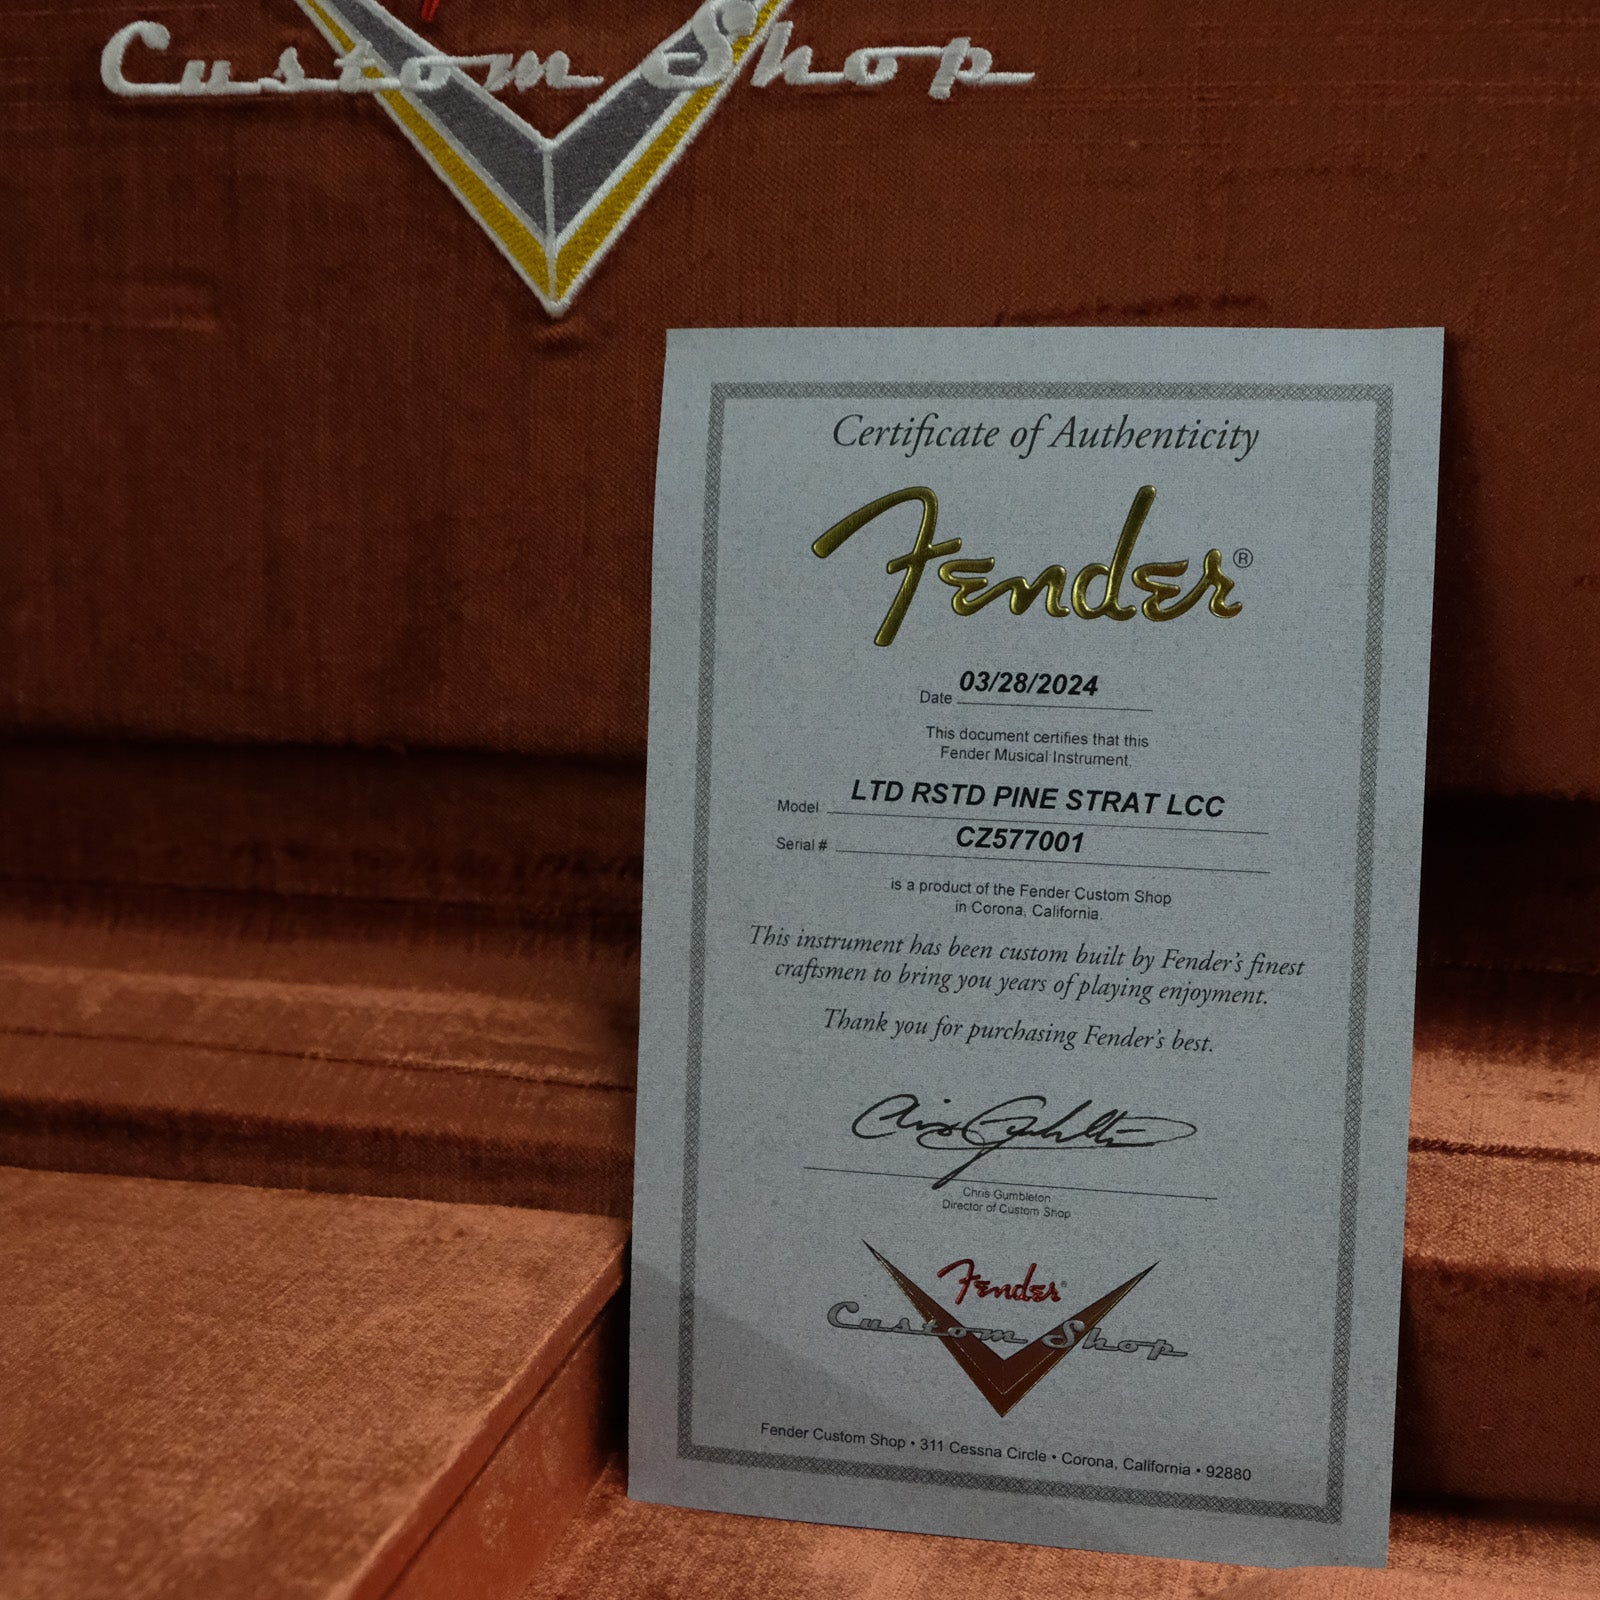 Custom Shop
Certificate of Authenticity
Fender®
Date 03/28/2024
This document certifies that this
Fender Musical Instrument,
Model LTD RSTD PINE STRAT LCC
Serial # CZ577001
is a product of the Fender Custom Shop
in Corona, California.
This instrument has been custom built by Fender's finest
craftsmen to bring you years of playing enjoyment.
Thank you for purchasing Fender's best.
Chris Gumbleton
Chris Gumbleton
Director of Custom Shop
Fender®
Custom Shop
Fender Custom Shop • 311 Cessna Circle • Corona, California • 92880